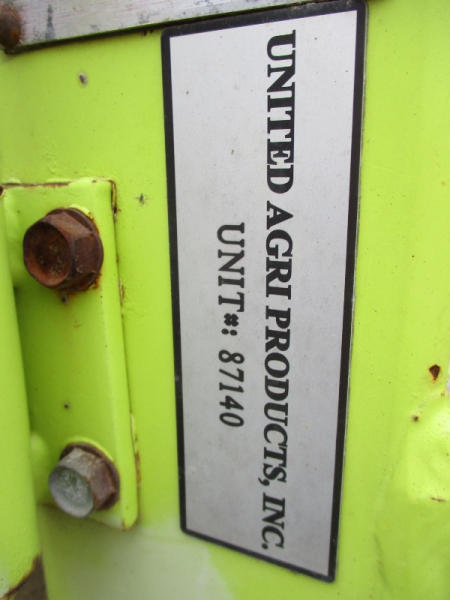 UNITED AGRI PRODUCTS, INC.
UNIT#: 87140